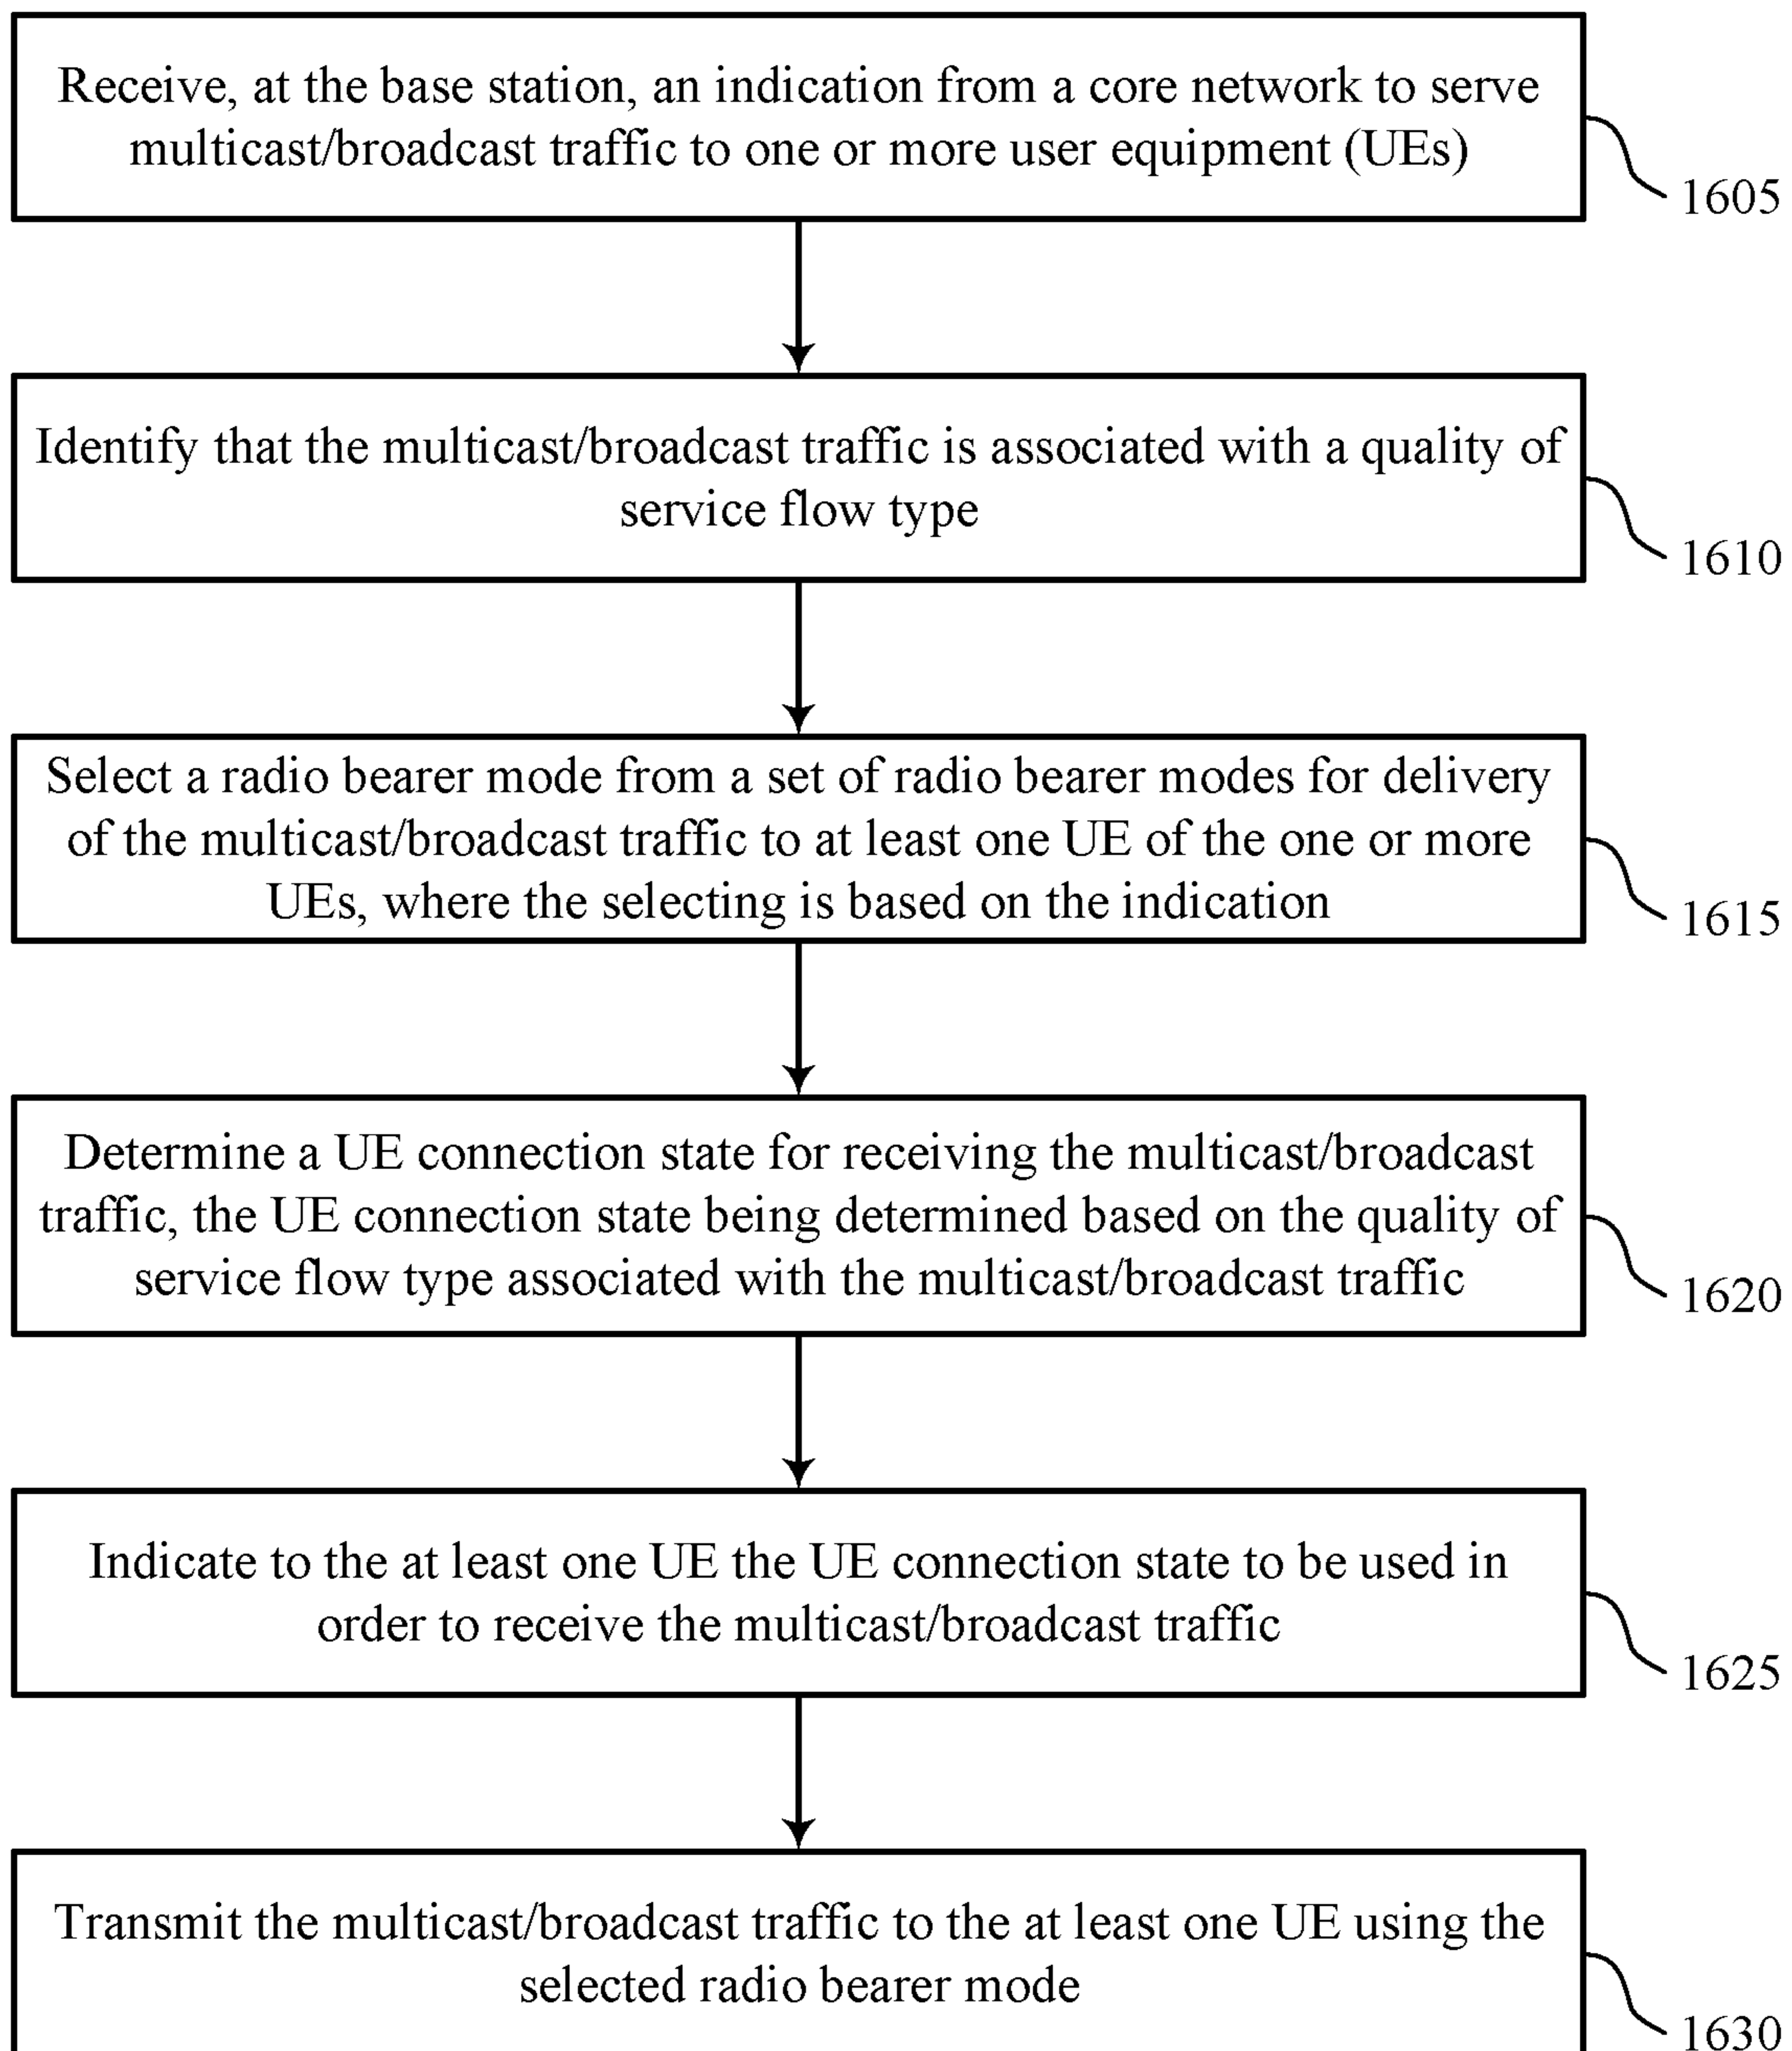 Receive, at the base station, an indication from a core network to serve
multicast/broadcast traffic to one or more user equipment (UEs)
1605
Identify that the multicast/broadcast traffic is associated with a quality of
service flow type
1610
Select a radio bearer mode from a set of radio bearer modes for delivery
of the multicast/broadcast traffic to at least one UE of the one or more
UEs, where the selecting is based on the indication
1615
Determine a UE connection state for receiving the multicast/broadcast
traffic, the UE connection state being determined based on the quality of
service flow type associated with the multicast/broadcast traffic
1620
Indicate to the at least one UE the UE connection state to be used in
order to receive the multicast/broadcast traffic
1625
Transmit the multicast/broadcast traffic to the at least one UE using the
selected radio bearer mode
1630